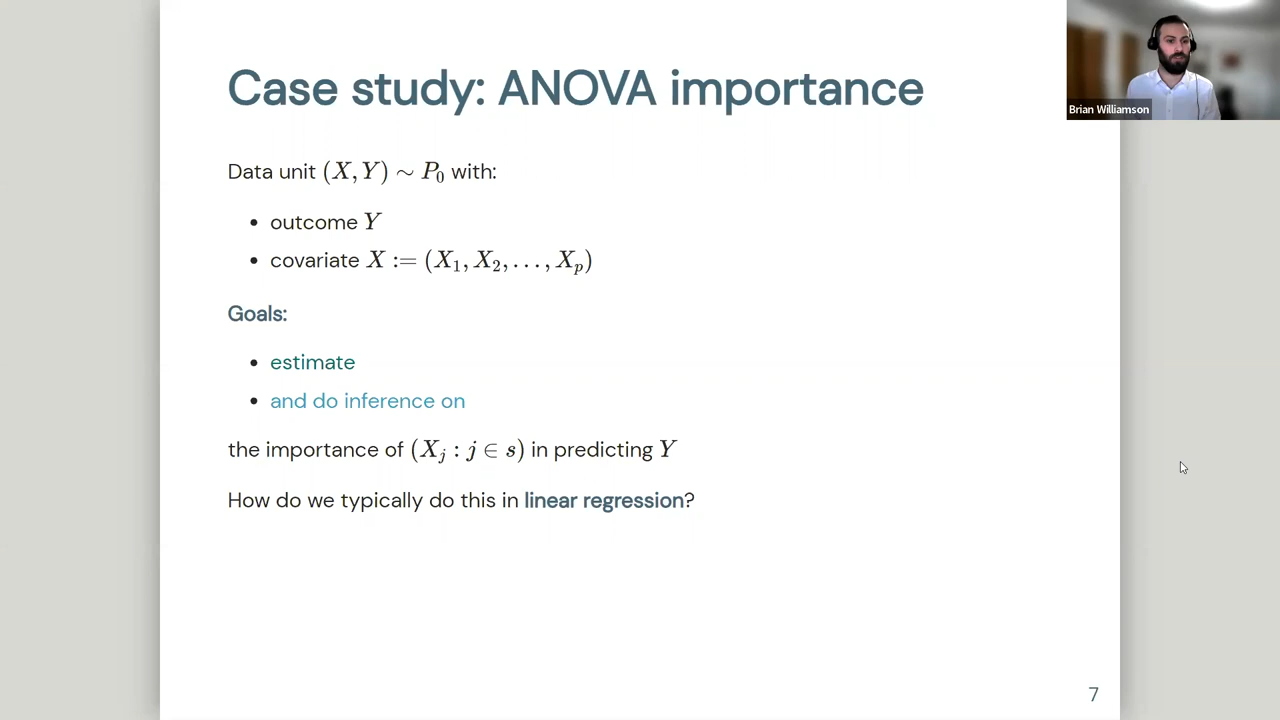 Case study: ANOVA importance
Brian Williamson
Data unit (X, Y) ∼ P₀ with:
• outcome Y
• covariate X := (X₁, X₂, . . . , Xₚ)
Goals:
• estimate
• and do inference on
the importance of (Xⱼ : j ∈ s) in predicting Y
How do we typically do this in linear regression?
7